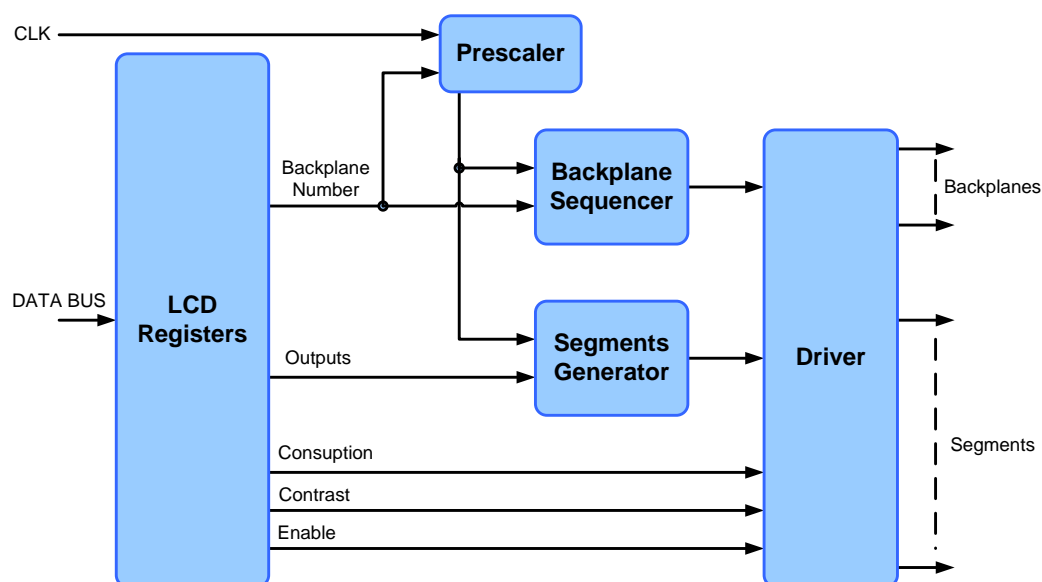 CLK
Prescaler
Backplane
Number
Backplane
Sequencer
Backplanes
DATA BUS
LCD
Registers
Outputs
Segments
Generator
Driver
Consuption
Contrast
Enable
Segments